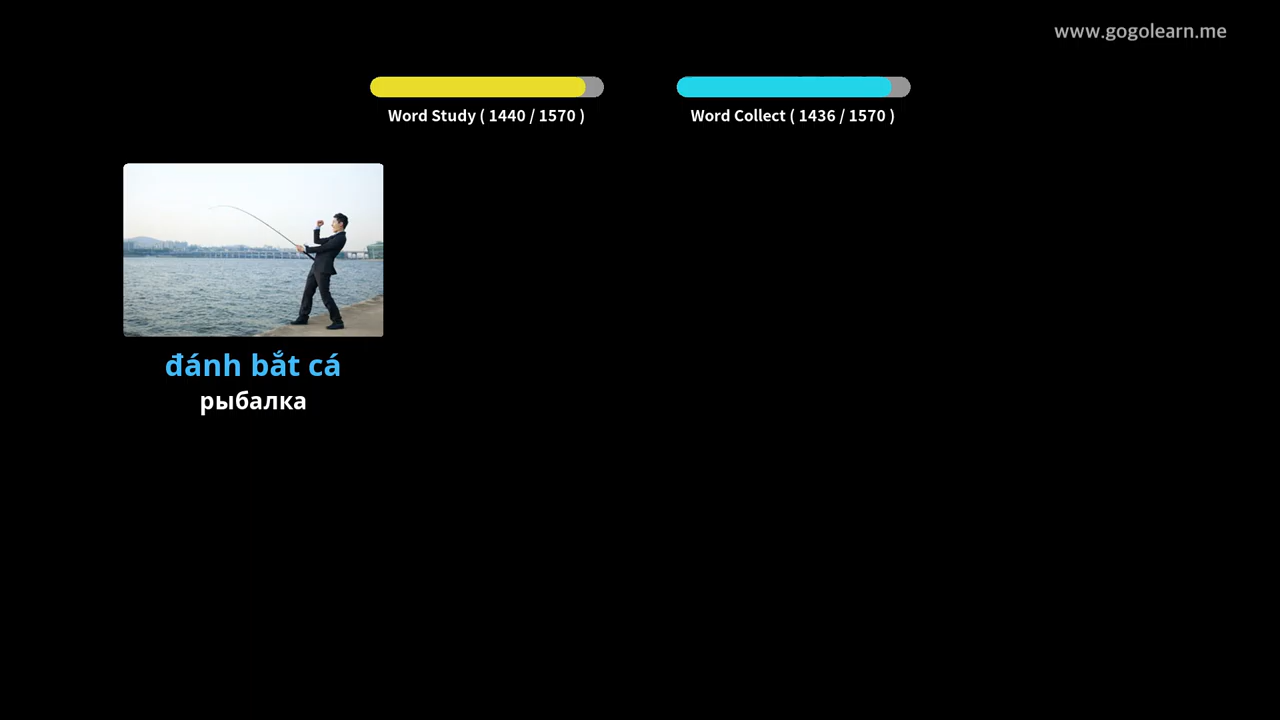 www.gogolearn.me
Word Study ( 1440 / 1570 )
Word Collect ( 1436 / 1570 )
đánh bắt cá
рыбалка